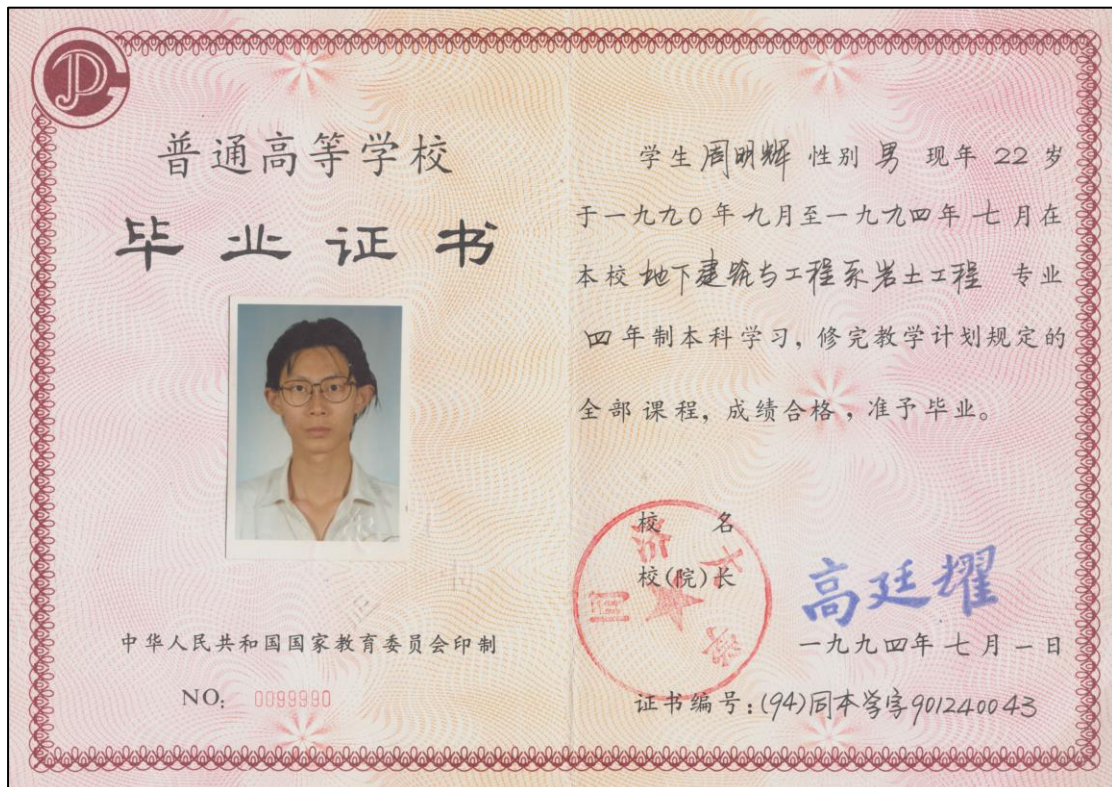 普通高等学校
毕业证书
中华人民共和国国家教育委员会印制
NO: 0099990
学生周明辉 性别 男 现年 22 岁
于一九九〇年九月至一九九四年七月在
本校地下建筑与工程系岩土工程 专业
四年制本科学习，修完教学计划规定的
全部课程，成绩合格，准予毕业。
同济大学
校 名
校(院)长
高廷耀
一九九四年七月一日
证书编号：(94)同本学字901240043